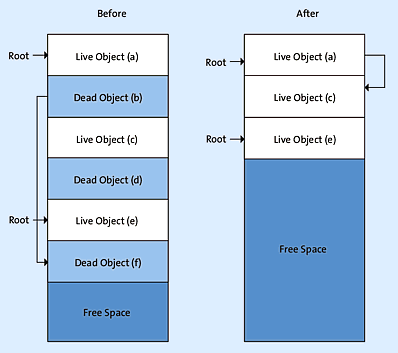 Before
Root
Live Object (a)
Dead Object (b)
Live Object (c)
Dead Object (d)
Root
Live Object (e)
Dead Object (f)
Free Space
After
Root
Live Object (a)
Live Object (c)
Root
Live Object (e)
Free Space